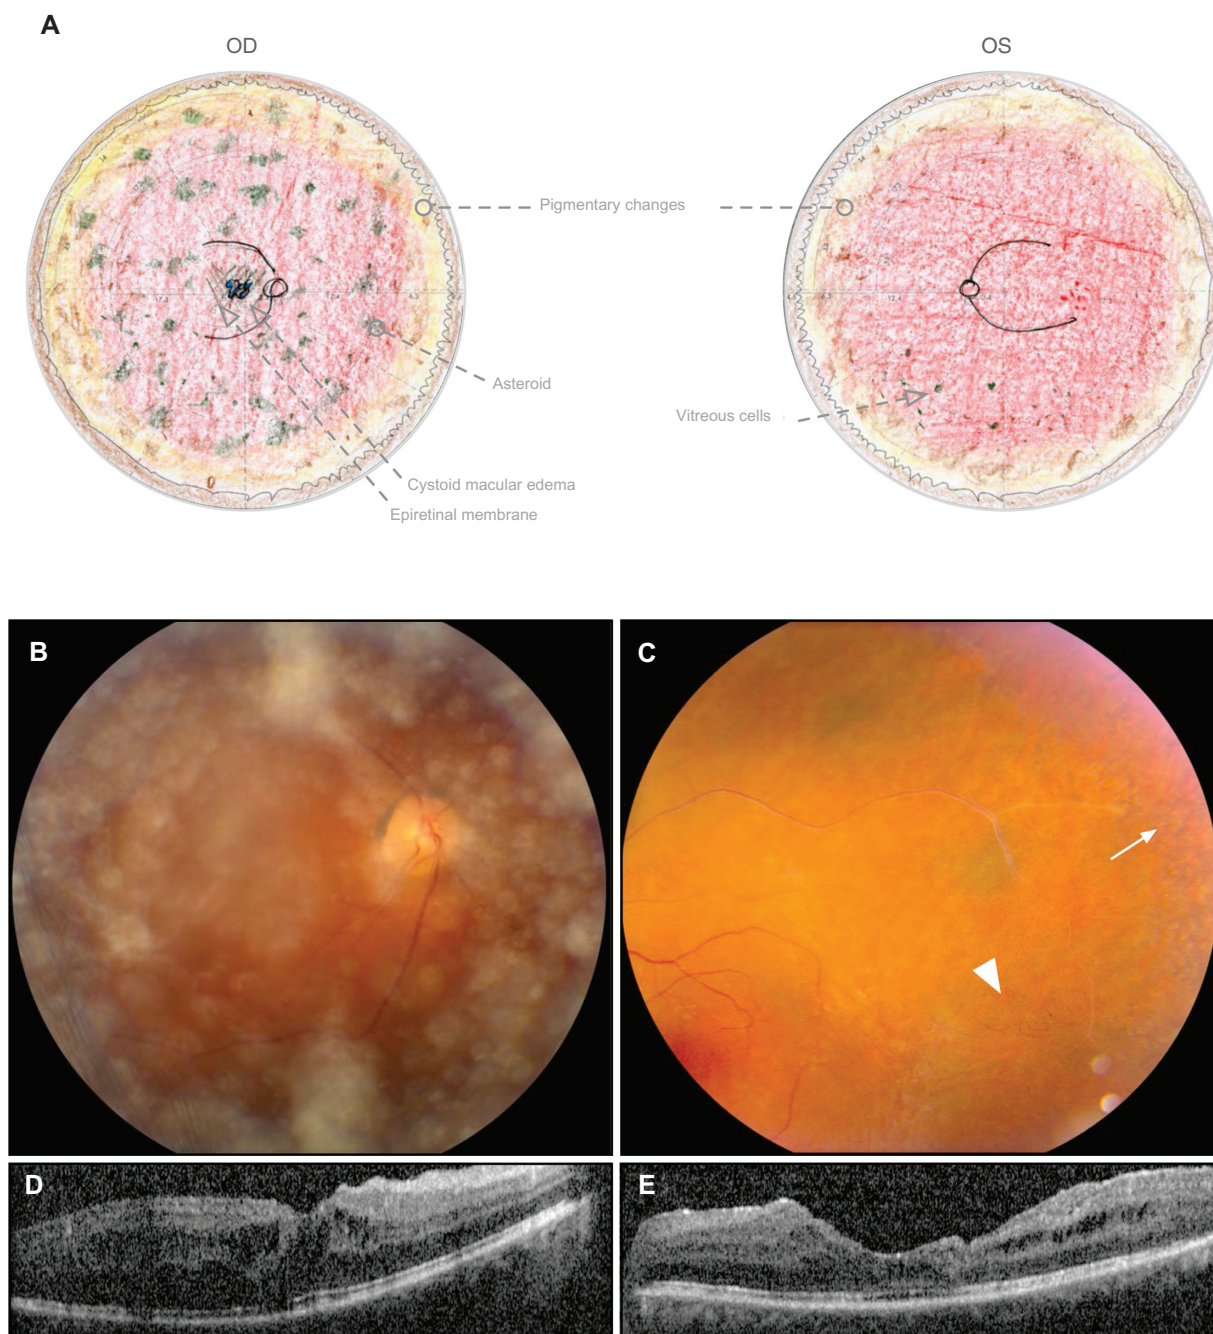 A
OD
OS
Pigmentary changes
Asteroid
Vitreous cells
Cystoid macular edema
Epiretinal membrane
B
C
D
E